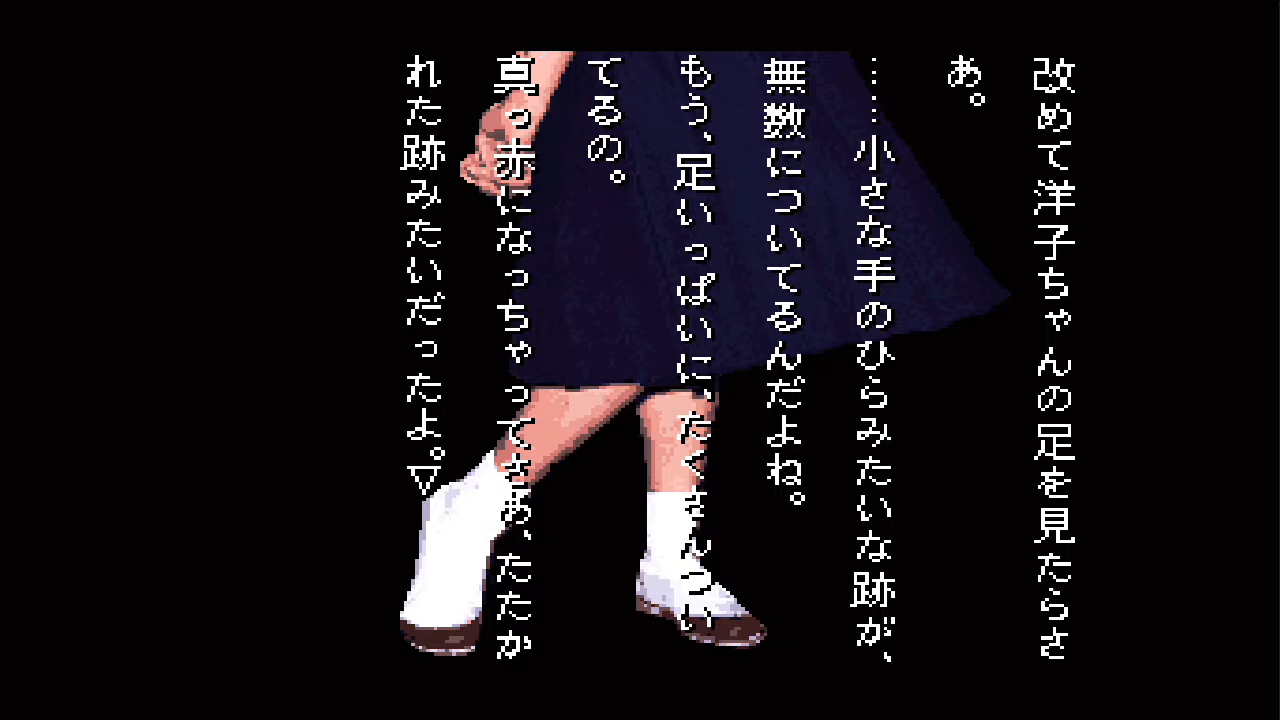 改めて洋子ちゃんの足を見たらさ
あ。
……小さな手のひらみたいな跡が、
無数についてるんだよね。
もう、足いっぱいに、たくさんつい
てるの。
真っ赤になっちゃってさあ、たたか
れた跡みたいだったよ。▽